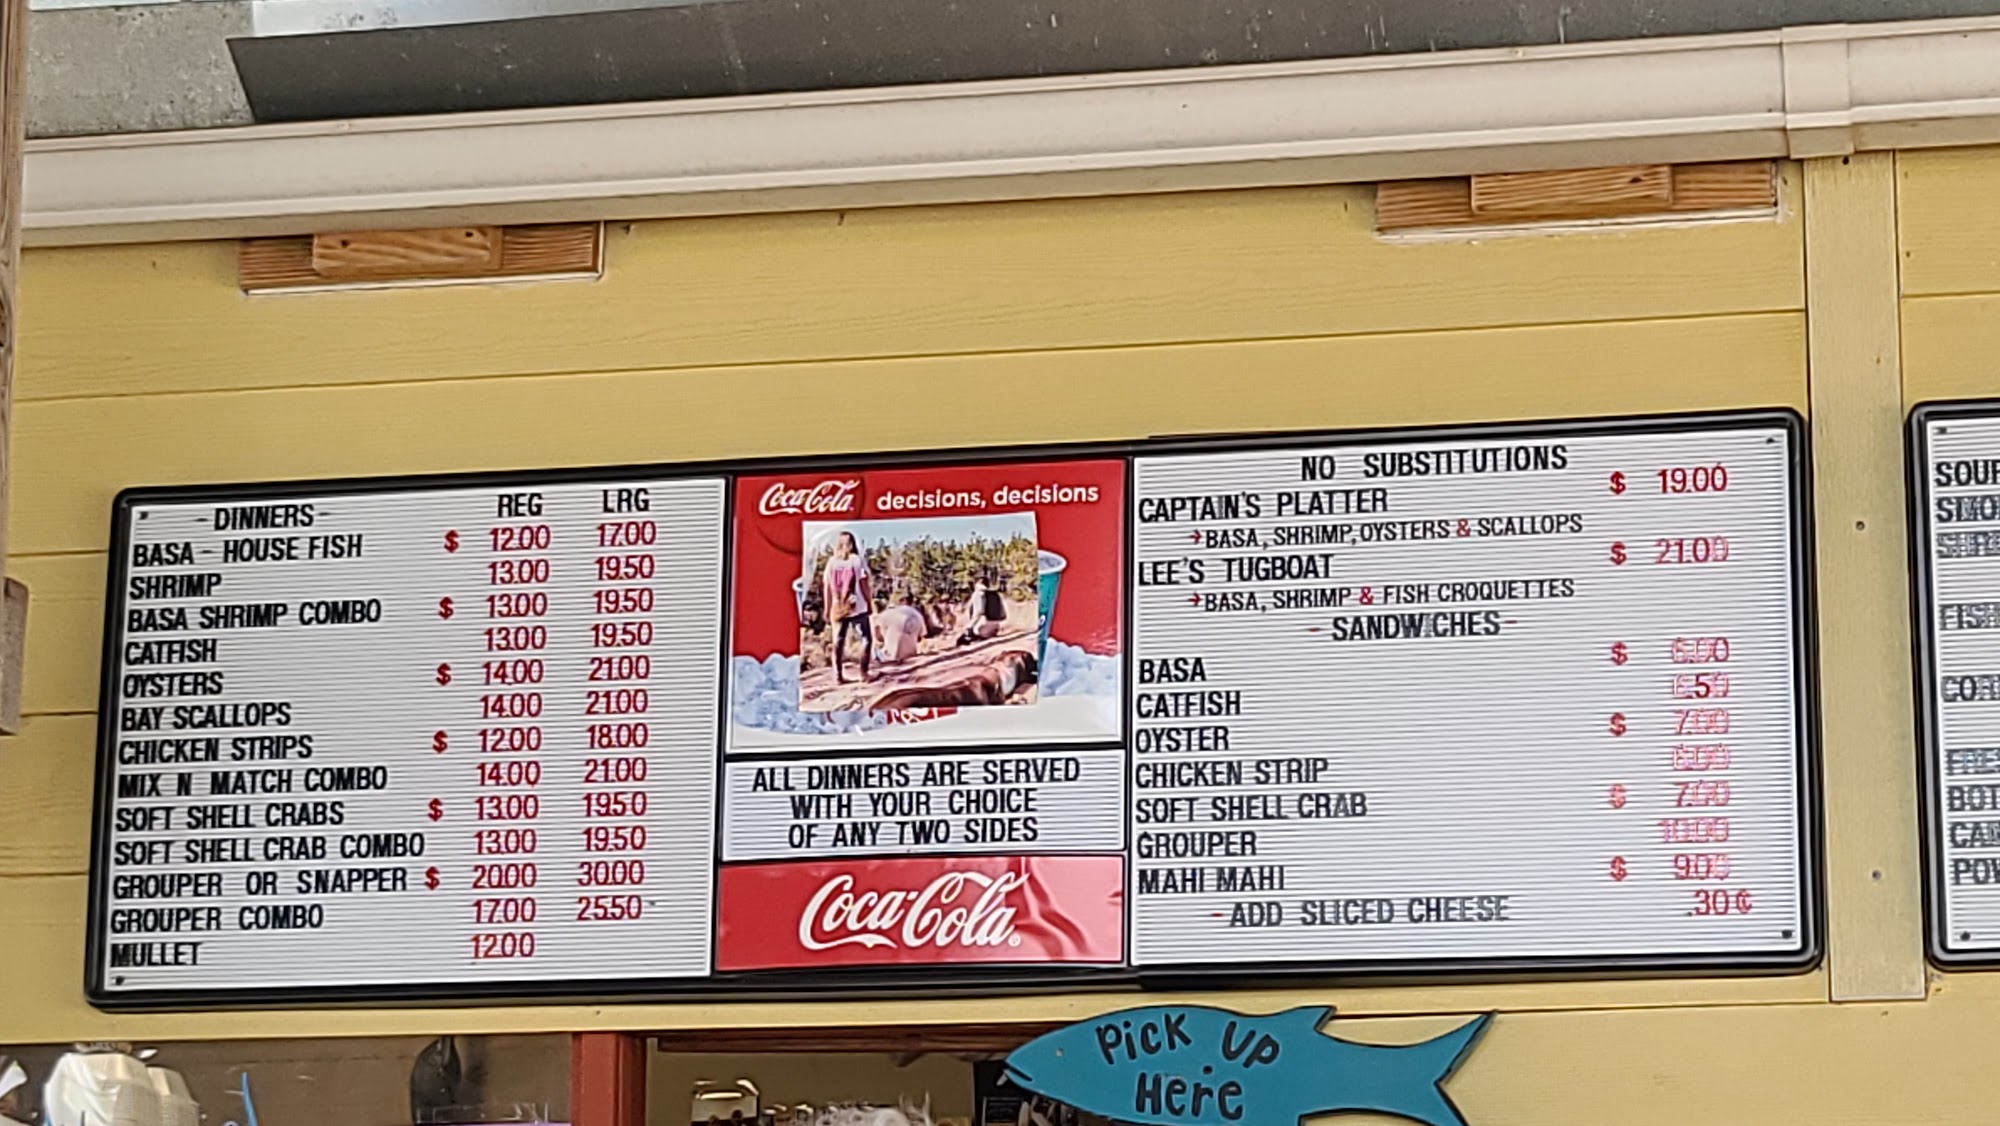 - DINNERS - REG LRG
BASA - HOUSE FISH $ 12.00 17.00
SHRIMP 13.00 19.50
BASA SHRIMP COMBO $ 13.00 19.50
CATFISH 13.00 19.50
OYSTERS $ 14.00 21.00
BAY SCALLOPS 14.00 21.00
CHICKEN STRIPS $ 12.00 18.00
MIX N MATCH COMBO 14.00 21.00
SOFT SHELL CRABS $ 13.00 19.50
SOFT SHELL CRAB COMBO 13.00 19.50
GROUPER OR SNAPPER $ 20.00 30.00
GROUPER COMBO 17.00 25.50
MULLET 12.00
Coca-Cola decisions, decisions
ALL DINNERS ARE SERVED
WITH YOUR CHOICE
OF ANY TWO SIDES
Coca-Cola
NO SUBSTITUTIONS
CAPTAIN'S PLATTER $ 19.00
→BASA, SHRIMP, OYSTERS & SCALLOPS
LEE'S TUGBOAT $ 21.00
→BASA, SHRIMP & FISH CROQUETTES
- SANDWICHES -
BASA $
CATFISH
OYSTER $ 7.00
CHICKEN STRIP
SOFT SHELL CRAB $ 7.00
GROUPER 10.00
MAHI MAHI $ 9.00
- ADD SLICED CHEESE .30¢
PicK UP
Here